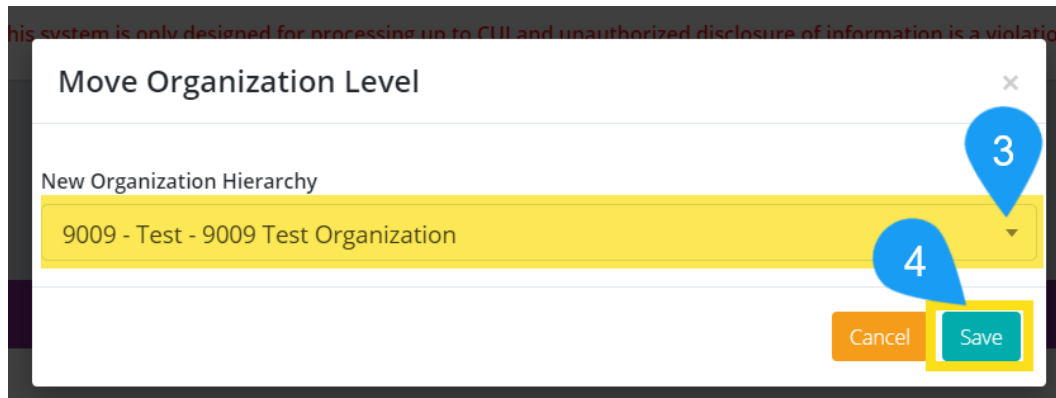 his system is only designed for processing up to CUI and unauthorized disclosure of information is a violatio
Move Organization Level
×
3
New Organization Hierarchy
9009 - Test - 9009 Test Organization
4
Cancel
Save